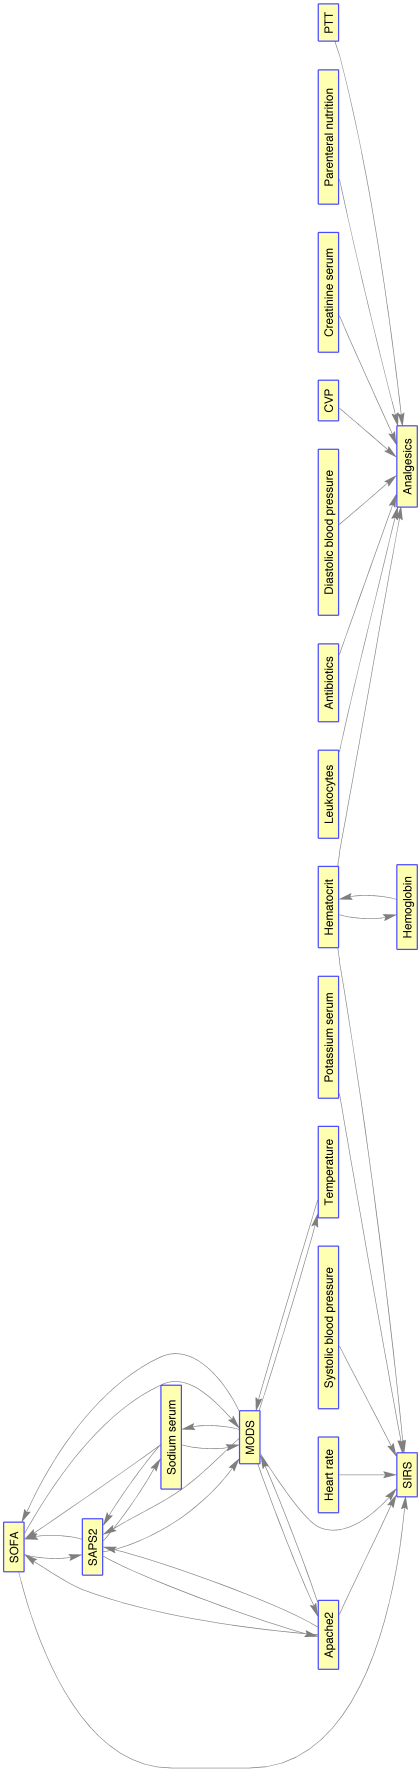 PTT
Parenteral nutrition
Creatinine serum
CVP
Analgesics
Diastolic blood pressure
Antibiotics
Leukocytes
Hematocrit
Hemoglobin
Potassium serum
Temperature
Systolic blood pressure
Sodium serum
MODS
Heart rate
SIRS
SOFA
SAPS2
Apache2